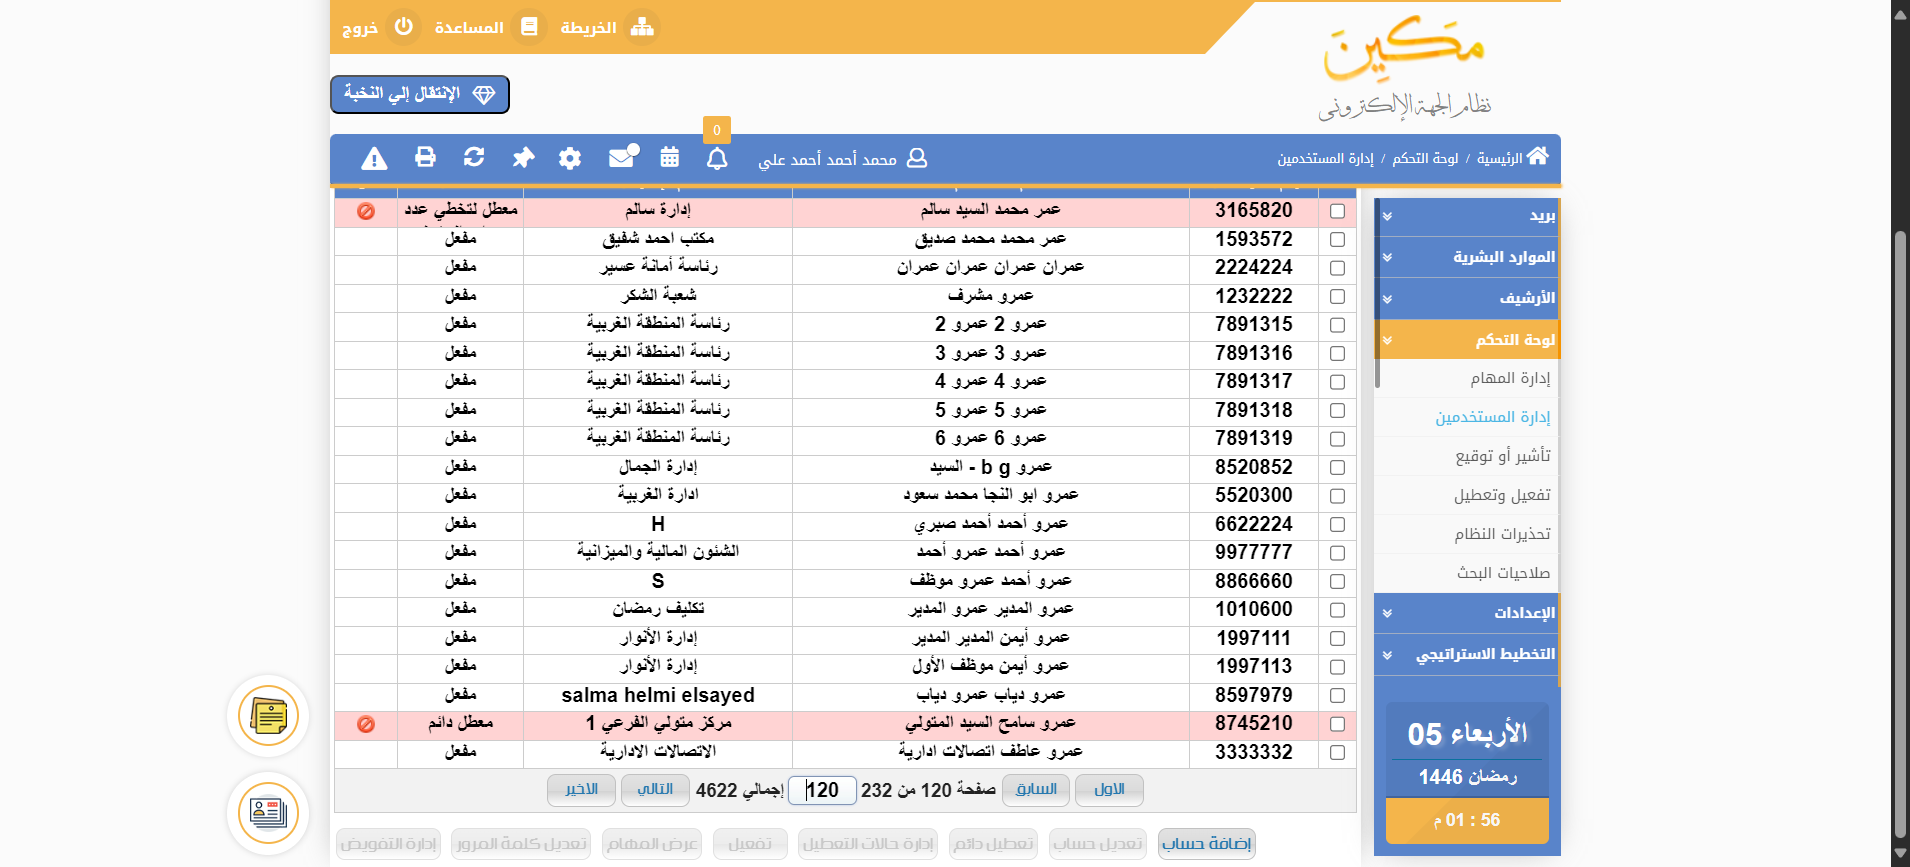 الخريطة
المساعدة
خروج
مكين
نظام الجهة الإلكتروني
الإنتقال إلي النخبة
0
الرئيسية / لوحة التحكم / إدارة المستخدمين
محمد أحمد أحمد علي
بريد
الموارد البشرية
الأرشيف
لوحة التحكم
إدارة المهام
إدارة المستخدمين
تأشير أو توقيع
تفعيل وتعطيل
تحذيرات النظام
صلاحيات البحث
الإعدادات
التخطيط الاستراتيجي
الأربعاء 05
رمضان 1446
01 : 56 م
3165820 عمر محمد السيد سالم إدارة سالم معطل لتخطي عدد
1593572 عمر محمد محمد صديق مكتب احمد شفيق مفعل
2224224 عمران عمران عمران عمران رئاسة أمانة عسير مفعل
1232222 عمرو مشرف شعبة الشكر مفعل
7891315 عمرو 2 عمرو 2 رئاسة المنطقة الغربية مفعل
7891316 عمرو 3 عمرو 3 رئاسة المنطقة الغربية مفعل
7891317 عمرو 4 عمرو 4 رئاسة المنطقة الغربية مفعل
7891318 عمرو 5 عمرو 5 رئاسة المنطقة الغربية مفعل
7891319 عمرو 6 عمرو 6 رئاسة المنطقة الغربية مفعل
8520852 عمرو b g - السيد إدارة الجمال مفعل
5520300 عمرو ابو النجا محمد سعود ادارة الغربية مفعل
6622224 عمرو أحمد أحمد صبري H مفعل
9977777 عمرو أحمد عمرو أحمد الشئون المالية والميزانية مفعل
8866660 عمرو أحمد عمرو موظف S مفعل
1010600 عمرو المدير عمرو المدير تكليف رمضان مفعل
1997111 عمرو أيمن المدير المدير إدارة الأنوار مفعل
1997113 عمرو أيمن موظف الأول إدارة الأنوار مفعل
8597979 عمرو دياب عمرو دياب salma helmi elsayed مفعل
8745210 عمرو سامح السيد المتولي مركز متولي الفرعي 1 معطل دائم
3333332 عمرو عاطف اتصالات ادارية الاتصالات الادارية مفعل
الاول السابق صفحة 120 من 232 120 إجمالي 4622 التالي الاخير
إضافة حساب تعديل حساب تعطيل دائم إدارة حالات التعطيل تفعيل عرض المهام تعديل كلمة المرور إدارة التفويض